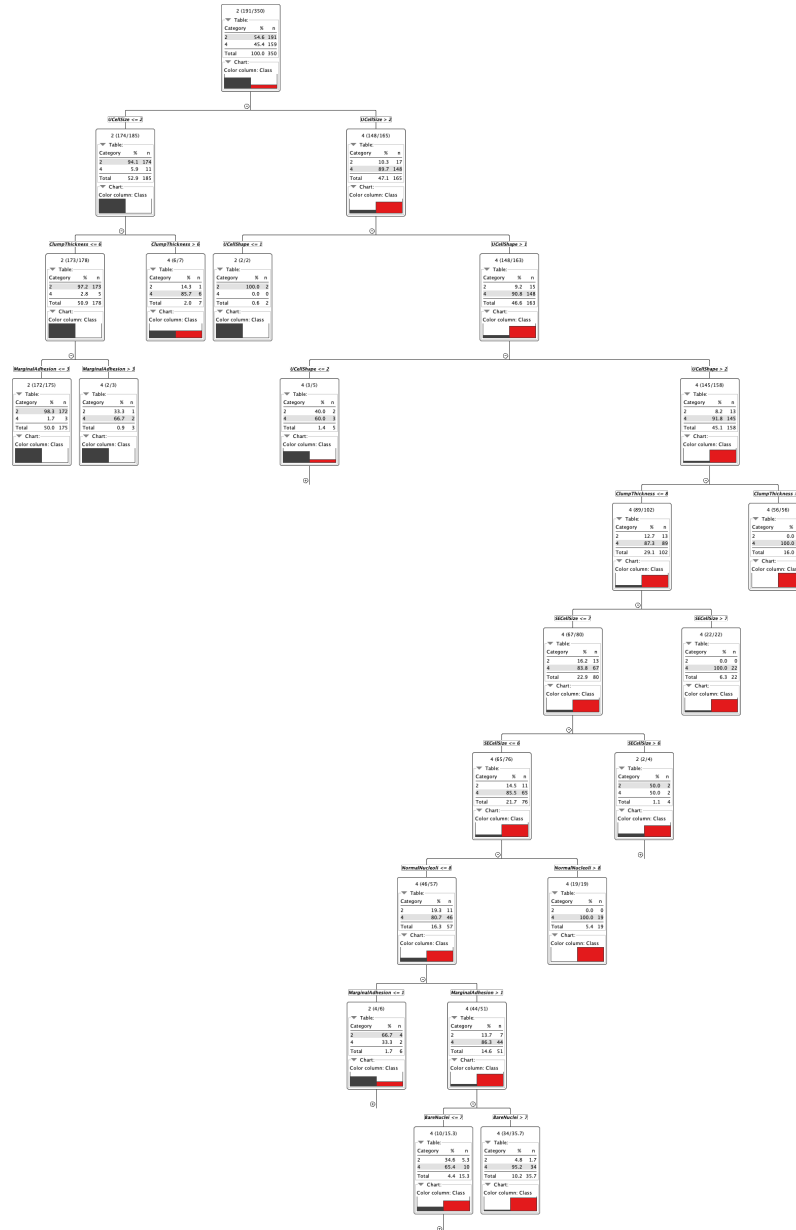 2 (191/350)
Table:
Category % n
2 54.6 191
4 45.4 159
Total 100.0 350
Chart:
Color column: Class
UCellSize <= 2
UCellSize > 2
2 (174/185)
Table:
Category % n
2 94.1 174
4 5.9 11
Total 52.9 185
Chart:
Color column: Class
4 (148/165)
Table:
Category % n
2 10.3 17
4 89.7 148
Total 47.1 165
Chart:
Color column: Class
ClumpThickness <= 6
ClumpThickness > 6
UCellShape <= 1
UCellShape > 1
2 (173/178)
Table:
Category % n
2 97.2 173
4 2.8 5
Total 50.9 178
Chart:
Color column: Class
4 (6/7)
Table:
Category % n
2 14.3 1
4 85.7 6
Total 2.0 7
Chart:
Color column: Class
2 (2/2)
Table:
Category % n
2 100.0 2
4 0.0 0
Total 0.6 2
Chart:
Color column: Class
4 (148/163)
Table:
Category % n
2 9.2 15
4 90.8 148
Total 46.6 163
Chart:
Color column: Class
MarginalAdhesion <= 3
MarginalAdhesion > 3
UCellShape <= 2
UCellShape > 2
2 (172/175)
Table:
Category % n
2 98.3 172
4 1.7 3
Total 50.0 175
Chart:
Color column: Class
4 (2/3)
Table:
Category % n
2 33.3 1
4 66.7 2
Total 0.9 3
Chart:
Color column: Class
4 (3/5)
Table:
Category % n
2 40.0 2
4 60.0 3
Total 1.4 5
Chart:
Color column: Class
4 (145/158)
Table:
Category % n
2 8.2 13
4 91.8 145
Total 45.1 158
Chart:
Color column: Class
ClumpThickness <= 8
ClumpThickness >
4 (89/102)
Table:
Category % n
2 12.7 13
4 87.3 89
Total 29.1 102
Chart:
Color column: Class
4 (56/56)
Table:
Category %
2 0.0
4 100.0
Total 16.0
Chart:
Color column: Clas
SECellSize <= 7
SECellSize > 7
4 (67/80)
Table:
Category % n
2 16.2 13
4 83.8 67
Total 22.9 80
Chart:
Color column: Class
4 (22/22)
Table:
Category % n
2 0.0 0
4 100.0 22
Total 6.3 22
Chart:
Color column: Class
SECellSize <= 6
SECellSize > 6
4 (65/76)
Table:
Category % n
2 14.5 11
4 85.5 65
Total 21.7 76
Chart:
Color column: Class
2 (2/4)
Table:
Category % n
2 50.0 2
4 50.0 2
Total 1.1 4
Chart:
Color column: Class
NormalNucleoli <= 8
NormalNucleoli > 8
4 (46/57)
Table:
Category % n
2 19.3 11
4 80.7 46
Total 16.3 57
Chart:
Color column: Class
4 (19/19)
Table:
Category % n
2 0.0 0
4 100.0 19
Total 5.4 19
Chart:
Color column: Class
MarginalAdhesion <= 1
MarginalAdhesion > 1
2 (4/6)
Table:
Category % n
2 66.7 4
4 33.3 2
Total 1.7 6
Chart:
Color column: Class
4 (44/51)
Table:
Category % n
2 13.7 7
4 86.3 44
Total 14.6 51
Chart:
Color column: Class
BareNuclei <= 7
BareNuclei > 7
4 (10/15.3)
Table:
Category % n
2 34.6 5.3
4 65.4 10
Total 4.4 15.3
Chart:
Color column: Class
4 (34/35.7)
Table:
Category % n
2 4.8 1.7
4 95.2 34
Total 10.2 35.7
Chart:
Color column: Class